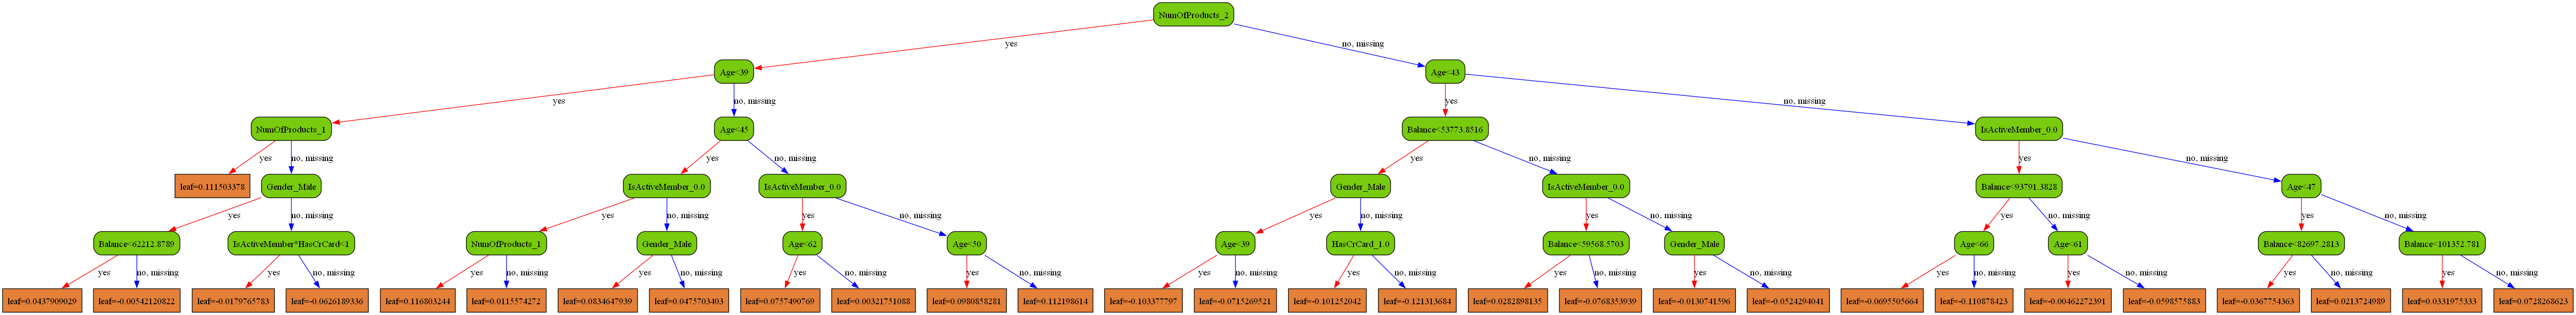 NumOfProducts_2
yes
no, missing
Age<39
Age<43
yes
no, missing
yes
no, missing
NumOfProducts_1
Age<45
Balance<53773.8516
IsActiveMember_0.0
yes
no, missing
yes
no, missing
yes
no, missing
yes
no, missing
leaf=0.111503378
Gender_Male
IsActiveMember_0.0
IsActiveMember_0.0
Gender_Male
IsActiveMember_0.0
Balance<93791.3828
Age<47
yes
no, missing
yes
no, missing
yes
no, missing
yes
no, missing
yes
no, missing
yes
no, missing
yes
no, missing
Balance<62212.8789
IsActiveMember*HasCrCard<1
NumOfProducts_1
Gender_Male
Age<62
Age<50
Age<39
HasCrCard_1.0
Balance<59568.5703
Gender_Male
Age<66
Age<61
Balance<82697.2813
Balance<101352.781
yes
no, missing
yes
no, missing
yes
no, missing
yes
no, missing
yes
no, missing
yes
no, missing
yes
no, missing
yes
no, missing
yes
no, missing
yes
no, missing
yes
no, missing
yes
no, missing
yes
no, missing
yes
no, missing
leaf=0.0437909029
leaf=-0.00542120822
leaf=-0.0179765783
leaf=-0.0626189336
leaf=0.116803244
leaf=0.0115574272
leaf=0.0834647939
leaf=0.0475703403
leaf=0.0757490769
leaf=0.00321751088
leaf=0.0980858281
leaf=0.112198614
leaf=-0.103377797
leaf=-0.0715269521
leaf=-0.101252042
leaf=-0.121313684
leaf=0.0282898135
leaf=-0.0768353939
leaf=-0.0130741596
leaf=-0.0524294041
leaf=-0.0695505664
leaf=-0.110878423
leaf=-0.00462272391
leaf=-0.0598575883
leaf=-0.0367754363
leaf=0.0213724989
leaf=0.0331975333
leaf=0.0728268623